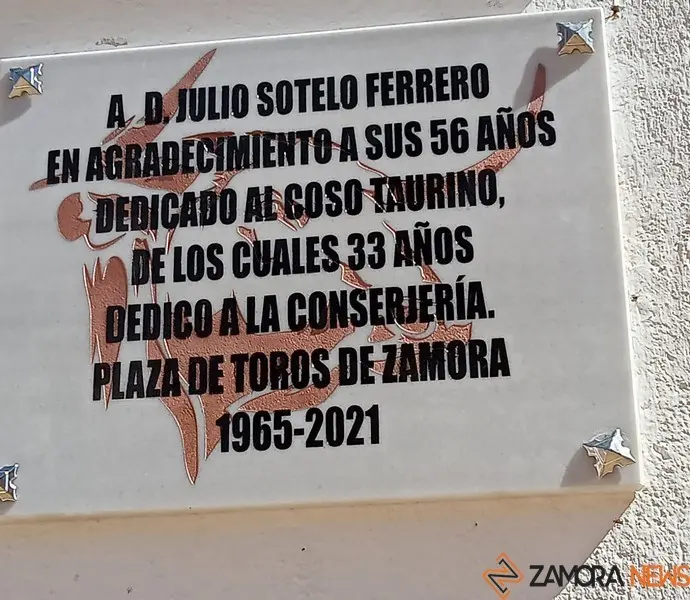 A D. JULIO SOTELO FERRERO
EN AGRADECIMIENTO A SUS 56 AÑOS
DEDICADO AL COSO TAURINO,
DE LOS CUALES 33 AÑOS
DEDICO A LA CONSERJERÍA.
PLAZA DE TOROS DE ZAMORA
1965-2021
ZAMORA NEWS